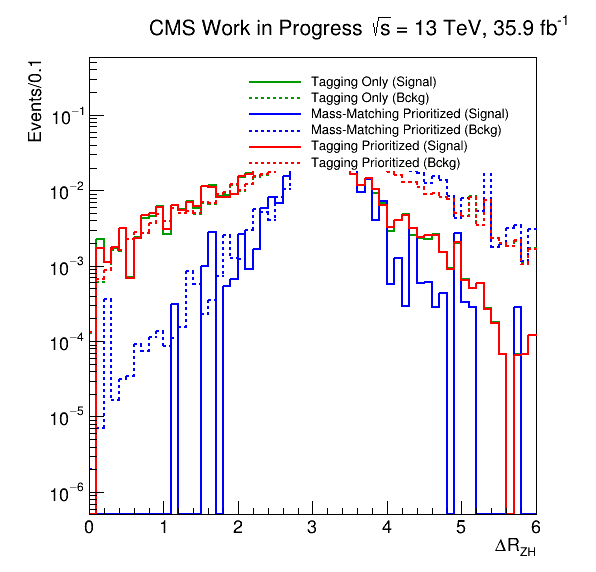 CMS Work in Progress √s = 13 TeV, 35.9 fb⁻¹
Events/0.1
Tagging Only (Signal)
Tagging Only (Bckg)
Mass-Matching Prioritized (Signal)
Mass-Matching Prioritized (Bckg)
Tagging Prioritized (Signal)
Tagging Prioritized (Bckg)
10⁻¹
10⁻²
10⁻³
10⁻⁴
10⁻⁵
10⁻⁶
0 1 2 3 4 5 6
ΔR_ZH